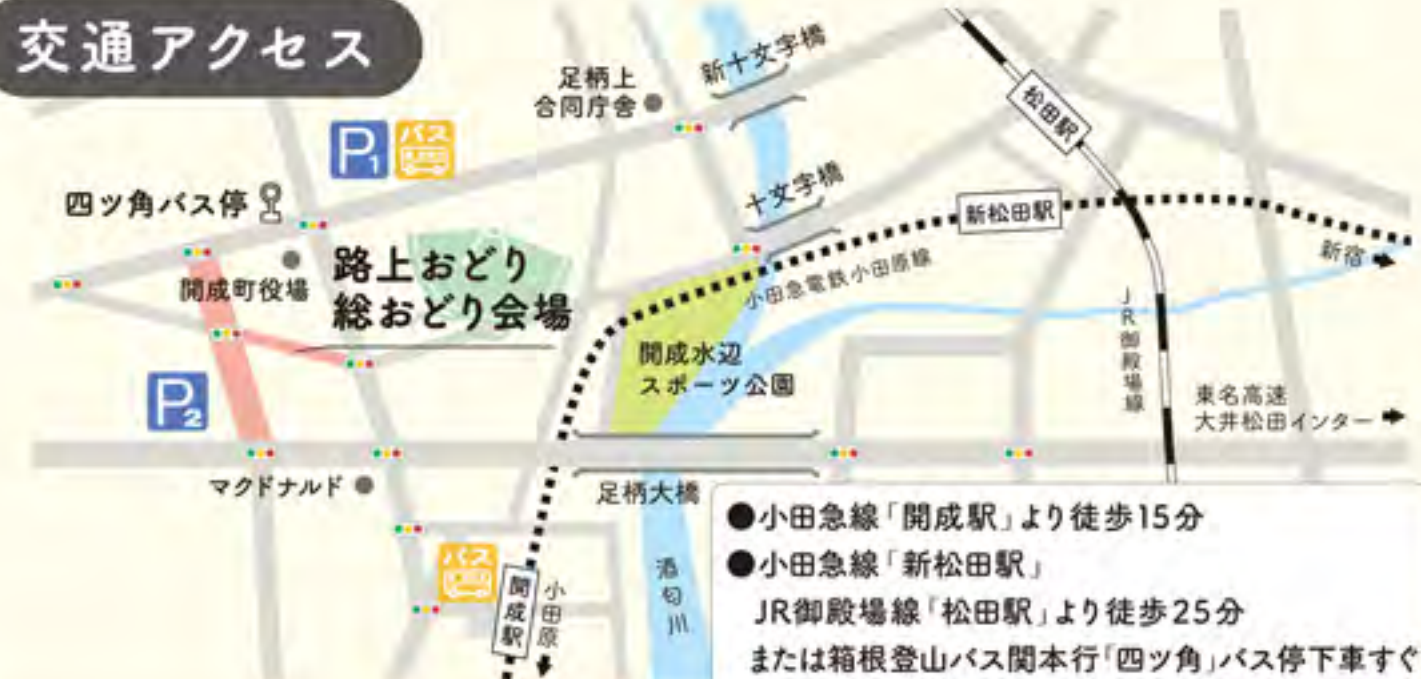 交通アクセス
足柄上
合同庁舎
新十文字橋
松田駅
P1
バス
四ツ角バス停
十文字橋
新松田駅
新宿
開成町役場
路上おどり
総おどり会場
小田急電鉄小田原線
開成水辺
スポーツ公園
JR御殿場線
P2
東名高速
大井松田インター
マクドナルド
足柄大橋
バス
開成駅
小田原
酒匂川
●小田急線「開成駅」より徒歩15分
●小田急線「新松田駅」
JR御殿場線「松田駅」より徒歩25分
または箱根登山バス関本行「四ツ角」バス停下車すぐ